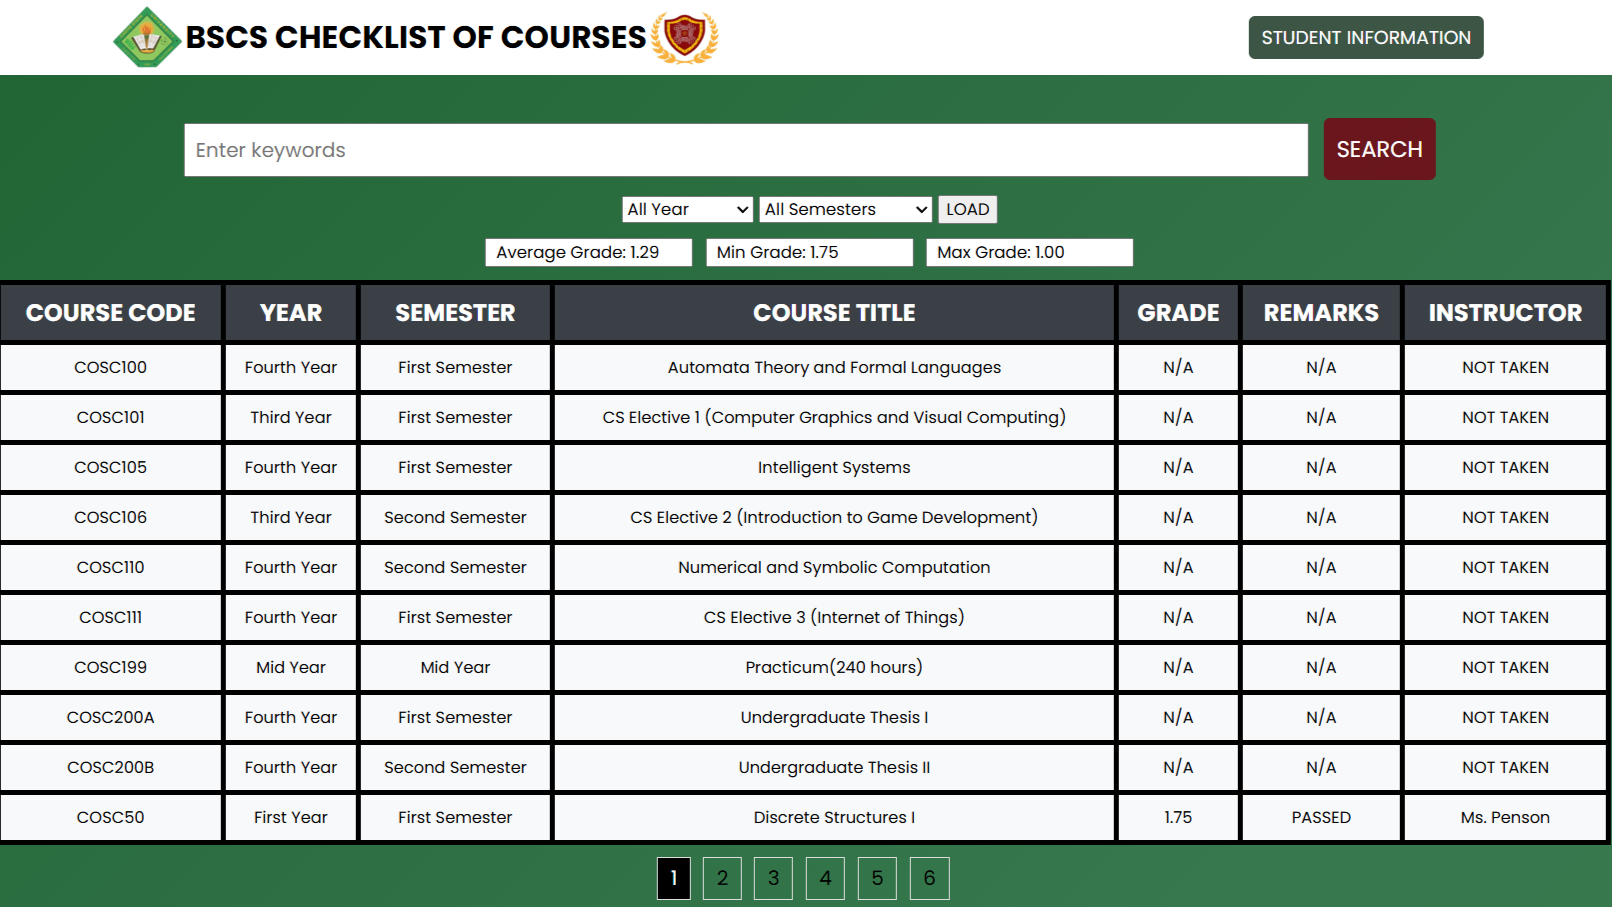 BSCS CHECKLIST OF COURSES
STUDENT INFORMATION
Enter keywords
SEARCH
All Year All Semesters LOAD
Average Grade: 1.29 Min Grade: 1.75 Max Grade: 1.00
COURSE CODE YEAR SEMESTER COURSE TITLE GRADE REMARKS INSTRUCTOR
COSC100 Fourth Year First Semester Automata Theory and Formal Languages N/A N/A NOT TAKEN
COSC101 Third Year First Semester CS Elective 1 (Computer Graphics and Visual Computing) N/A N/A NOT TAKEN
COSC105 Fourth Year First Semester Intelligent Systems N/A N/A NOT TAKEN
COSC106 Third Year Second Semester CS Elective 2 (Introduction to Game Development) N/A N/A NOT TAKEN
COSC110 Fourth Year Second Semester Numerical and Symbolic Computation N/A N/A NOT TAKEN
COSC111 Fourth Year First Semester CS Elective 3 (Internet of Things) N/A N/A NOT TAKEN
COSC199 Mid Year Mid Year Practicum(240 hours) N/A N/A NOT TAKEN
COSC200A Fourth Year First Semester Undergraduate Thesis I N/A N/A NOT TAKEN
COSC200B Fourth Year Second Semester Undergraduate Thesis II N/A N/A NOT TAKEN
COSC50 First Year First Semester Discrete Structures I 1.75 PASSED Ms. Penson
1 2 3 4 5 6